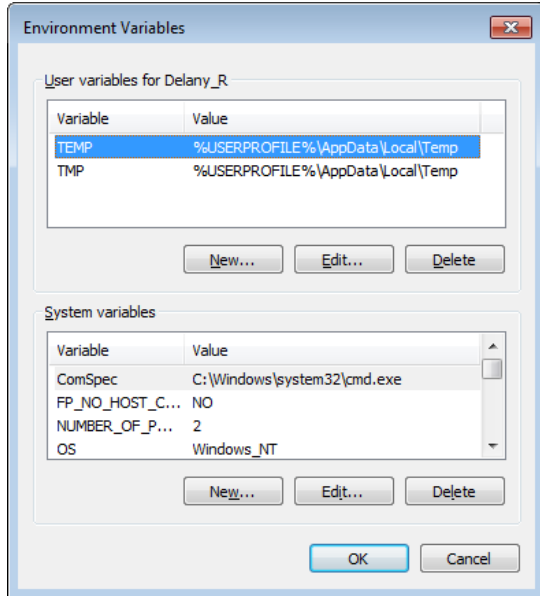 Environment Variables
User variables for Delany_R
Variable Value
TEMP %USERPROFILE%\AppData\Local\Temp
TMP %USERPROFILE%\AppData\Local\Temp
New... Edit... Delete
System variables
Variable Value
ComSpec C:\Windows\system32\cmd.exe
FP_NO_HOST_C... NO
NUMBER_OF_P... 2
OS Windows_NT
New... Edit... Delete
OK Cancel